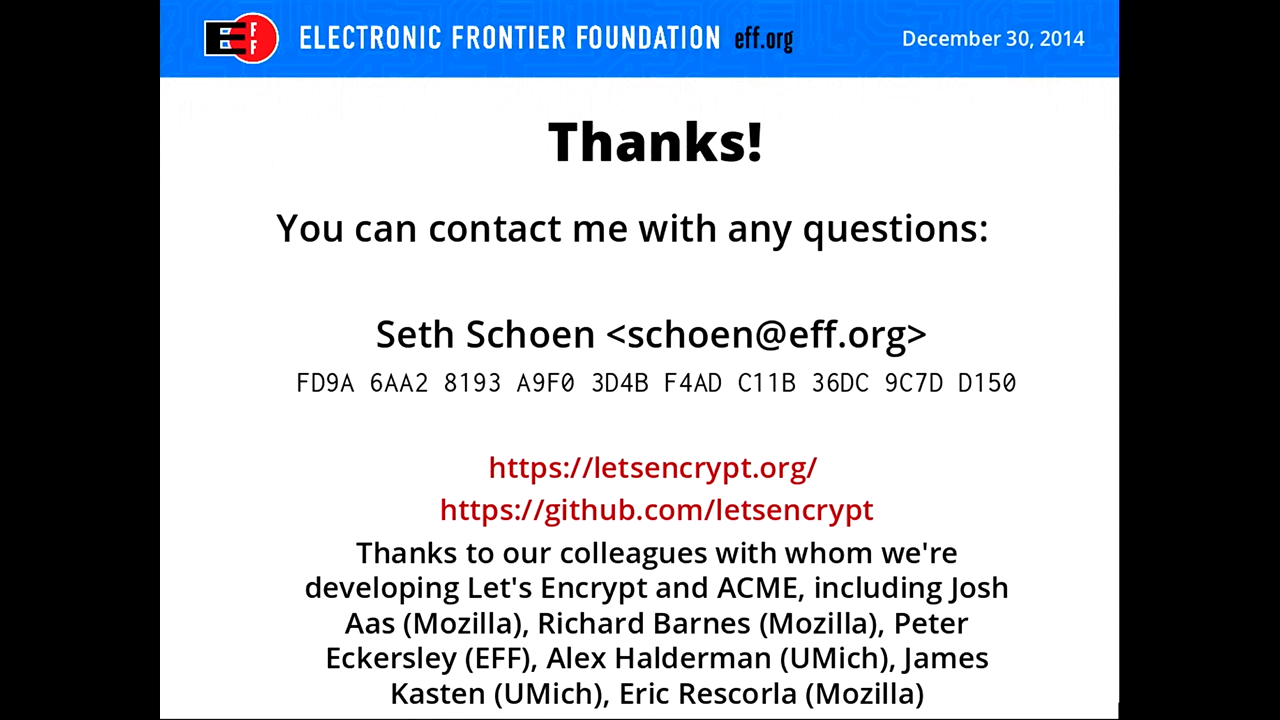 EFF ELECTRONIC FRONTIER FOUNDATION eff.org December 30, 2014
Thanks!
You can contact me with any questions:
Seth Schoen <schoen@eff.org>
FD9A 6AA2 8193 A9F0 3D4B F4AD C11B 36DC 9C7D D150
https://letsencrypt.org/
https://github.com/letsencrypt
Thanks to our colleagues with whom we're
developing Let's Encrypt and ACME, including Josh
Aas (Mozilla), Richard Barnes (Mozilla), Peter
Eckersley (EFF), Alex Halderman (UMich), James
Kasten (UMich), Eric Rescorla (Mozilla)